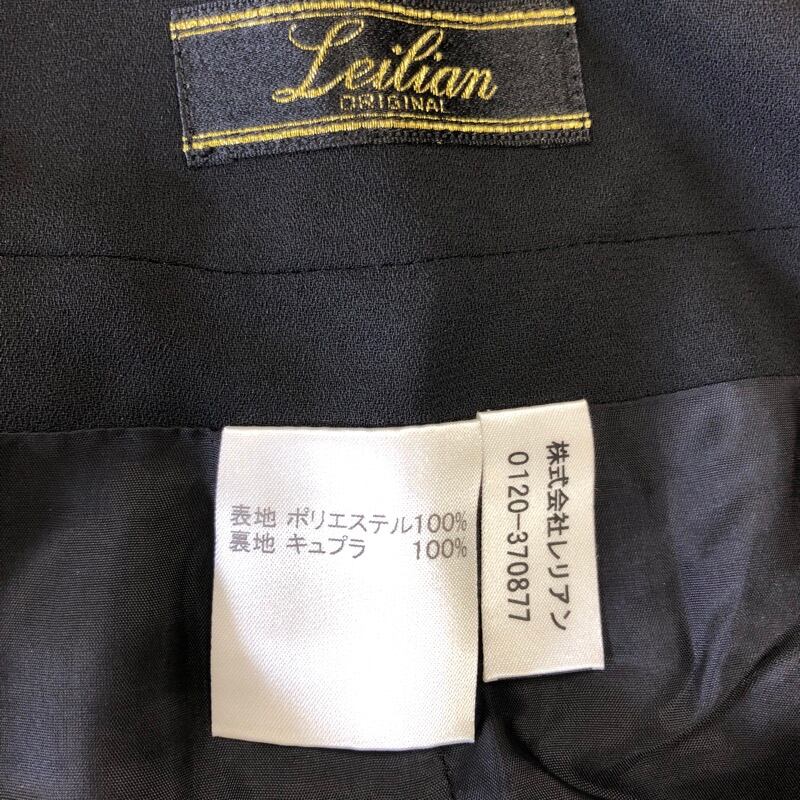 Leilian
ORIGINAL
表地 ポリエステル100%
裏地 キュプラ 100%
株式会社レリアン
0120-370877